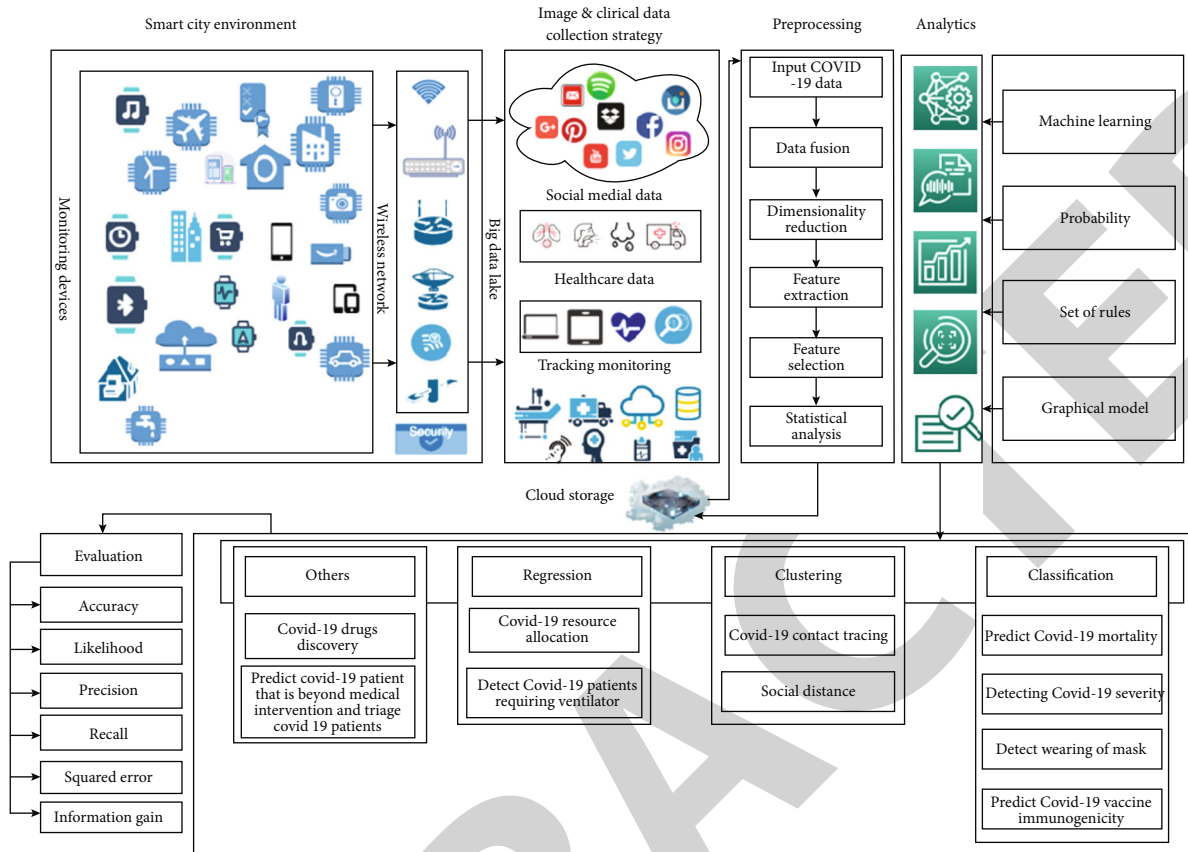 Smart city environment
Image & clirical data
collection strategy
Preprocessing
Analytics
Monitoring devices
Wireless network
Big data lake
Security
Social medial data
Healthcare data
Tracking monitoring
Input COVID
-19 data
Data fusion
Dimensionality
reduction
Feature
extraction
Feature
selection
Statistical
analysis
Machine learning
Probability
Set of rules
Graphical model
Cloud storage
Evaluation
Accuracy
Likelihood
Precision
Recall
Squared error
Information gain
Others
Covid-19 drugs
discovery
Predict covid-19 patient
that is beyond medical
intervention and triage
covid 19 patients
Regression
Covid-19 resource
allocation
Detect Covid-19 patients
requiring ventilator
Clustering
Covid-19 contact tracing
Social distance
Classification
Predict Covid-19 mortality
Detecting Covid-19 severity
Detect wearing of mask
Predict Covid-19 vaccine
immunogenicity